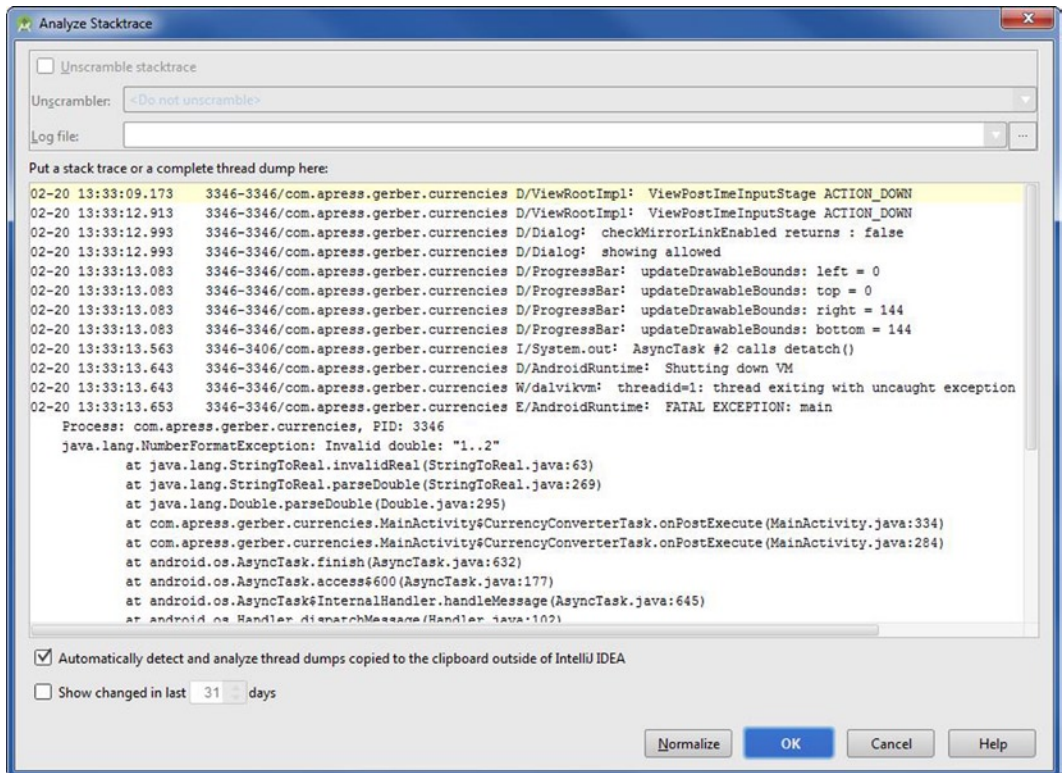 Analyze Stacktrace
Unscramble stacktrace
Unscrambler: <Do not unscramble>
Log file: ...
Put a stack trace or a complete thread dump here:
02-20 13:33:09.173 3346-3346/com.apress.gerber.currencies D/ViewRootImpl: ViewPostImeInputStage ACTION_DOWN
02-20 13:33:12.913 3346-3346/com.apress.gerber.currencies D/ViewRootImpl: ViewPostImeInputStage ACTION_DOWN
02-20 13:33:12.993 3346-3346/com.apress.gerber.currencies D/Dialog: checkMirrorLinkEnabled returns : false
02-20 13:33:12.993 3346-3346/com.apress.gerber.currencies D/Dialog: showing allowed
02-20 13:33:13.083 3346-3346/com.apress.gerber.currencies D/ProgressBar: updateDrawableBounds: left = 0
02-20 13:33:13.083 3346-3346/com.apress.gerber.currencies D/ProgressBar: updateDrawableBounds: top = 0
02-20 13:33:13.083 3346-3346/com.apress.gerber.currencies D/ProgressBar: updateDrawableBounds: right = 144
02-20 13:33:13.083 3346-3346/com.apress.gerber.currencies D/ProgressBar: updateDrawableBounds: bottom = 144
02-20 13:33:13.563 3346-3406/com.apress.gerber.currencies I/System.out: AsyncTask #2 calls detatch()
02-20 13:33:13.643 3346-3346/com.apress.gerber.currencies D/AndroidRuntime: Shutting down VM
02-20 13:33:13.643 3346-3346/com.apress.gerber.currencies W/dalvikvm: threadid=1: thread exiting with uncaught exception
02-20 13:33:13.653 3346-3346/com.apress.gerber.currencies E/AndroidRuntime: FATAL EXCEPTION: main
Process: com.apress.gerber.currencies, PID: 3346
java.lang.NumberFormatException: Invalid double: "1..2"
at java.lang.StringToReal.invalidReal(StringToReal.java:63)
at java.lang.StringToReal.parseDouble(StringToReal.java:269)
at java.lang.Double.parseDouble(Double.java:295)
at com.apress.gerber.currencies.MainActivity$CurrencyConverterTask.onPostExecute(MainActivity.java:334)
at com.apress.gerber.currencies.MainActivity$CurrencyConverterTask.onPostExecute(MainActivity.java:284)
at android.os.AsyncTask.finish(AsyncTask.java:632)
at android.os.AsyncTask.access$600(AsyncTask.java:177)
at android.os.AsyncTask$InternalHandler.handleMessage(AsyncTask.java:645)
at android.os.Handler.dispatchMessage(Handler.java:102)
Automatically detect and analyze thread dumps copied to the clipboard outside of IntelliJ IDEA
Show changed in last 31 days
Normalize OK Cancel Help